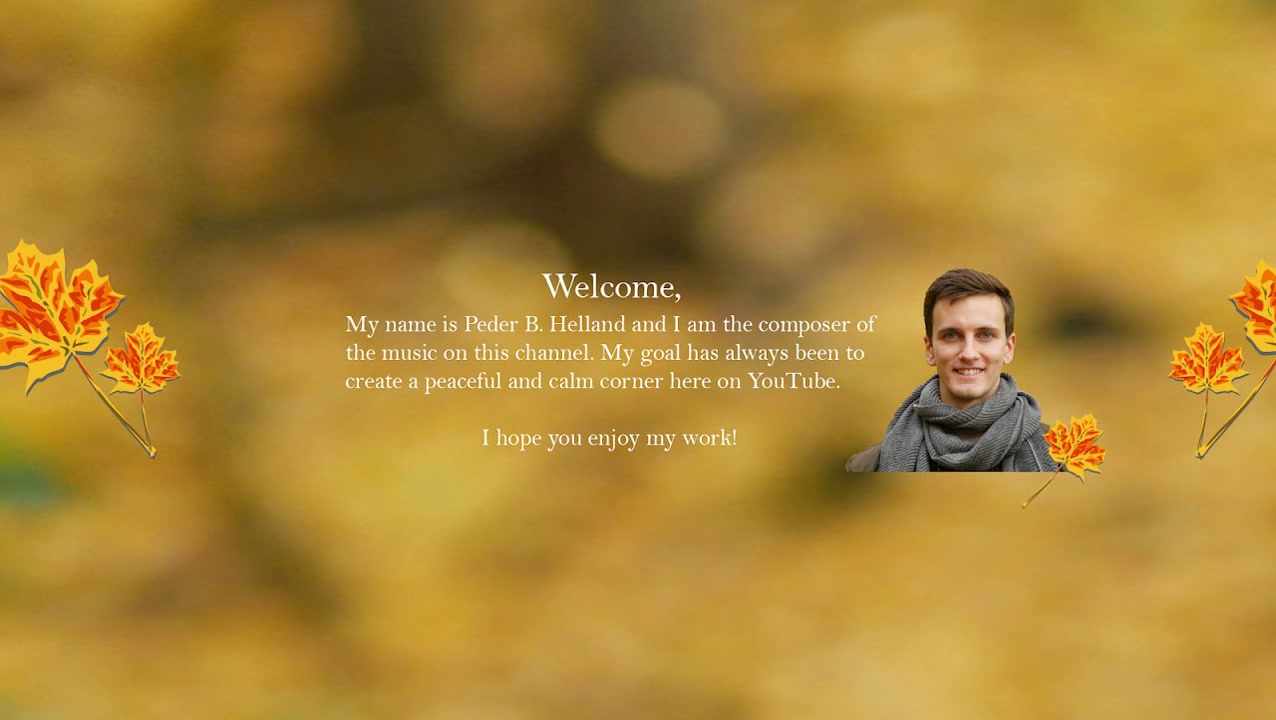 Welcome,
My name is Peder B. Helland and I am the composer of
the music on this channel. My goal has always been to
create a peaceful and calm corner here on YouTube.
I hope you enjoy my work!